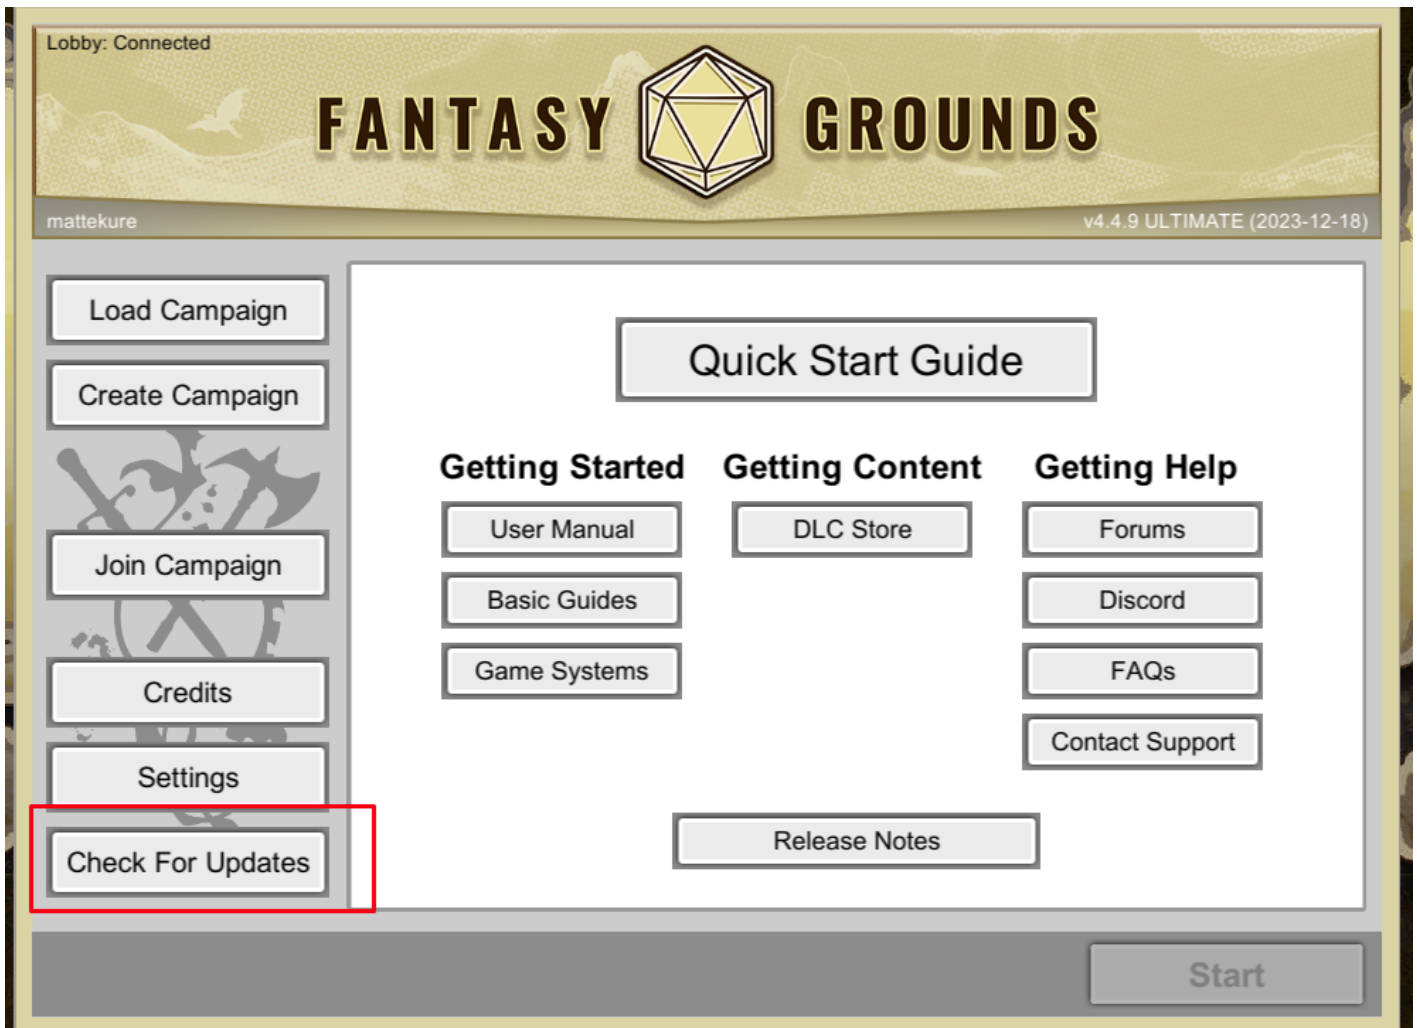 Lobby: Connected
FANTASY GROUNDS
mattekure
v4.4.9 ULTIMATE (2023-12-18)
Load Campaign
Create Campaign
Join Campaign
Credits
Settings
Check For Updates
Quick Start Guide
Getting Started
User Manual
Basic Guides
Game Systems
Getting Content
DLC Store
Getting Help
Forums
Discord
FAQs
Contact Support
Release Notes
Start